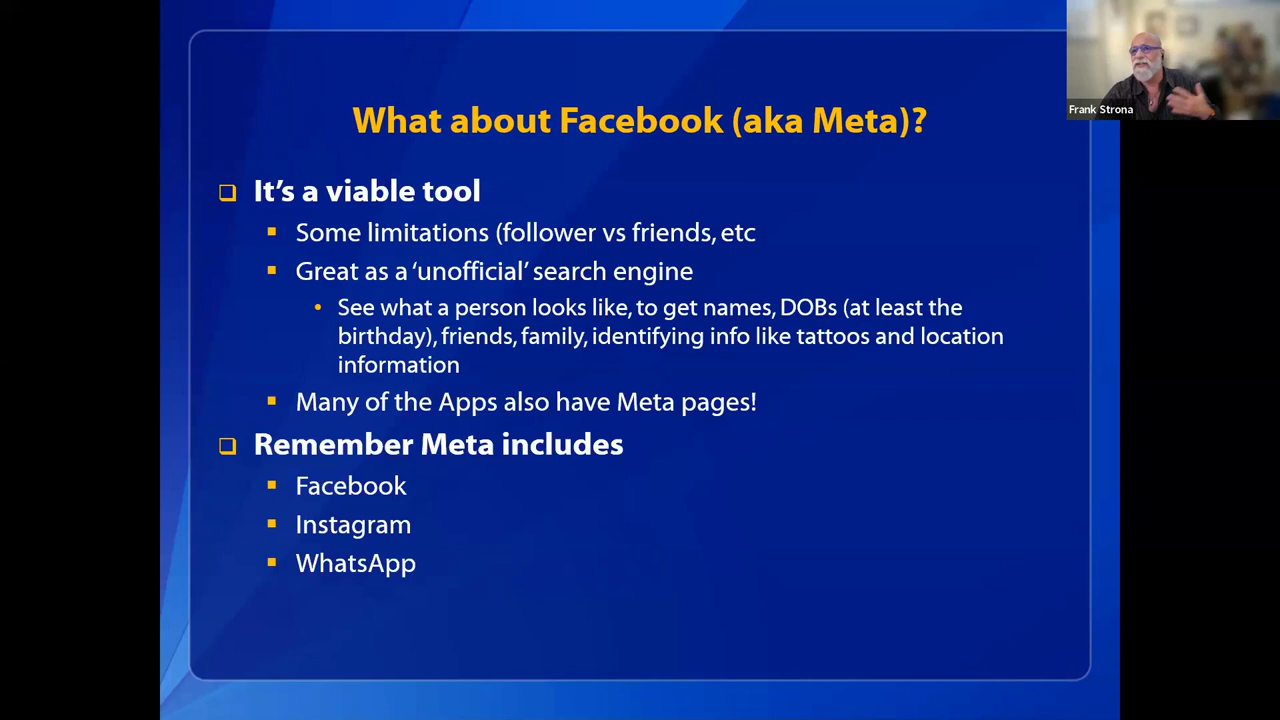 What about Facebook (aka Meta)?
It's a viable tool
Some limitations (follower vs friends, etc
Great as a 'unofficial' search engine
See what a person looks like, to get names, DOBs (at least the
birthday), friends, family, identifying info like tattoos and location
information
Many of the Apps also have Meta pages!
Remember Meta includes
Facebook
Instagram
WhatsApp
Frank Strona